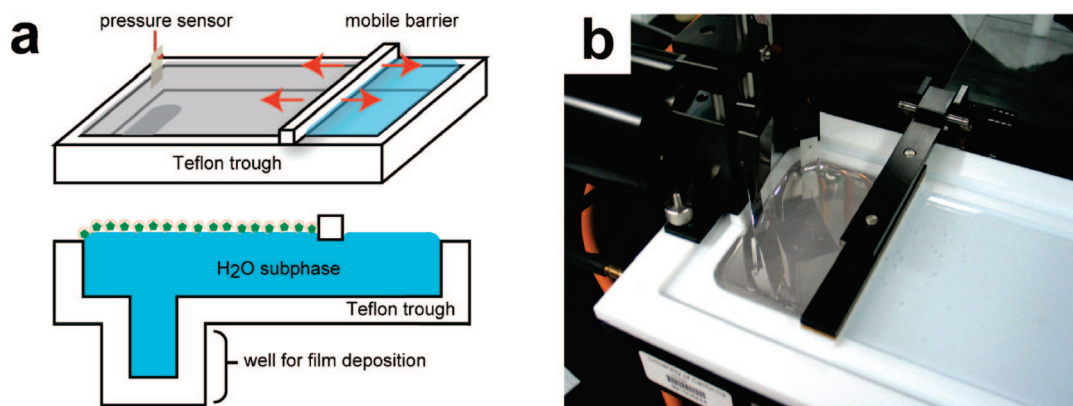 a
pressure sensor
mobile barrier
Teflon trough
H2O subphase
Teflon trough
well for film deposition
b